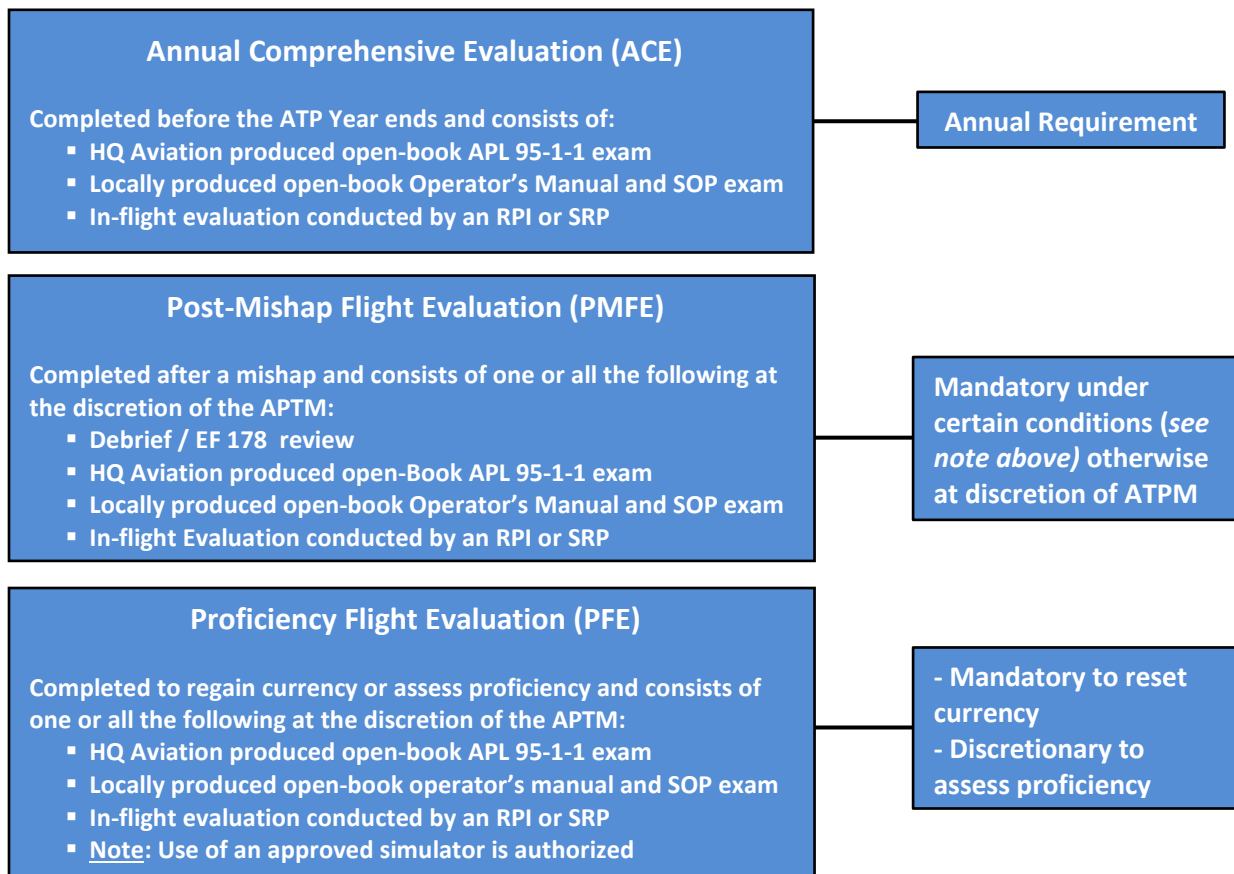 Annual Comprehensive Evaluation (ACE)
Completed before the ATP Year ends and consists of:
▪ HQ Aviation produced open-book APL 95-1-1 exam
▪ Locally produced open-book Operator's Manual and SOP exam
▪ In-flight evaluation conducted by an RPI or SRP
Annual Requirement
Post-Mishap Flight Evaluation (PMFE)
Completed after a mishap and consists of one or all the following at
the discretion of the APTM:
▪ Debrief / EF 178 review
▪ HQ Aviation produced open-Book APL 95-1-1 exam
▪ Locally produced open-book Operator's Manual and SOP exam
▪ In-flight Evaluation conducted by an RPI or SRP
Mandatory under
certain conditions (see
note above) otherwise
at discretion of ATPM
Proficiency Flight Evaluation (PFE)
Completed to regain currency or assess proficiency and consists of
one or all the following at the discretion of the APTM:
▪ HQ Aviation produced open-book APL 95-1-1 exam
▪ Locally produced open-book operator's manual and SOP exam
▪ In-flight evaluation conducted by an RPI or SRP
▪ Note: Use of an approved simulator is authorized
- Mandatory to reset
currency
- Discretionary to
assess proficiency